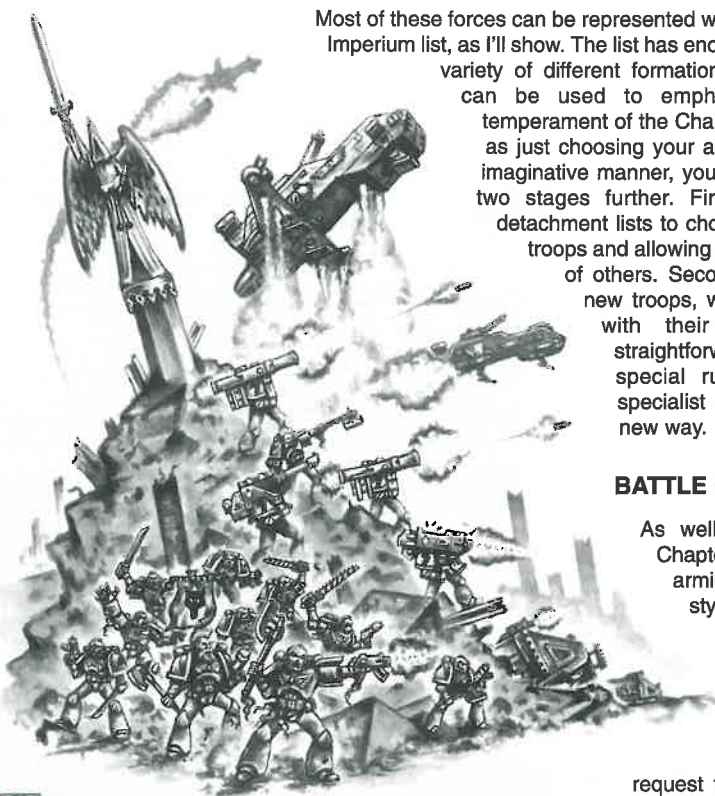 Most of these forces can be represented w
Imperium list, as I'll show. The list has enc
variety of different formation
can be used to emph
temperament of the Cha
as just choosing your a
imaginative manner, you
two stages further. Fir
detachment lists to cho
troops and allowing
of others. Seco
new troops, w
with their
straightforv
special ru
specialist
new way.
BATTLE
As well
Chapte
armi
sty
request t